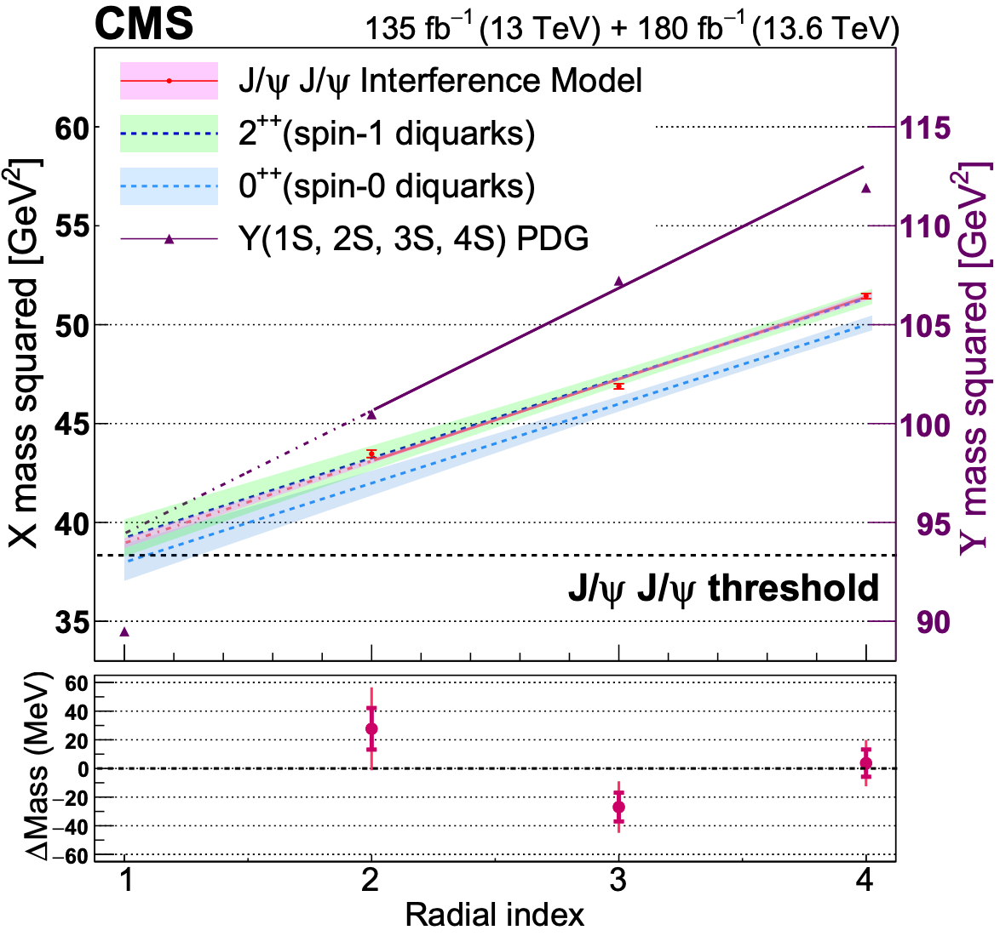 CMS 135 fb⁻¹ (13 TeV) + 180 fb⁻¹ (13.6 TeV)
J/ψ J/ψ Interference Model
2⁺⁺(spin-1 diquarks)
0⁺⁺(spin-0 diquarks)
Υ(1S, 2S, 3S, 4S) PDG
X mass squared [GeV²]
60
55
50
45
40
35
115
110
105
100
95
90
Υ mass squared [GeV²]
J/ψ J/ψ threshold
ΔMass (MeV)
60
40
20
0
−20
−40
−60
1 2 3 4
Radial index